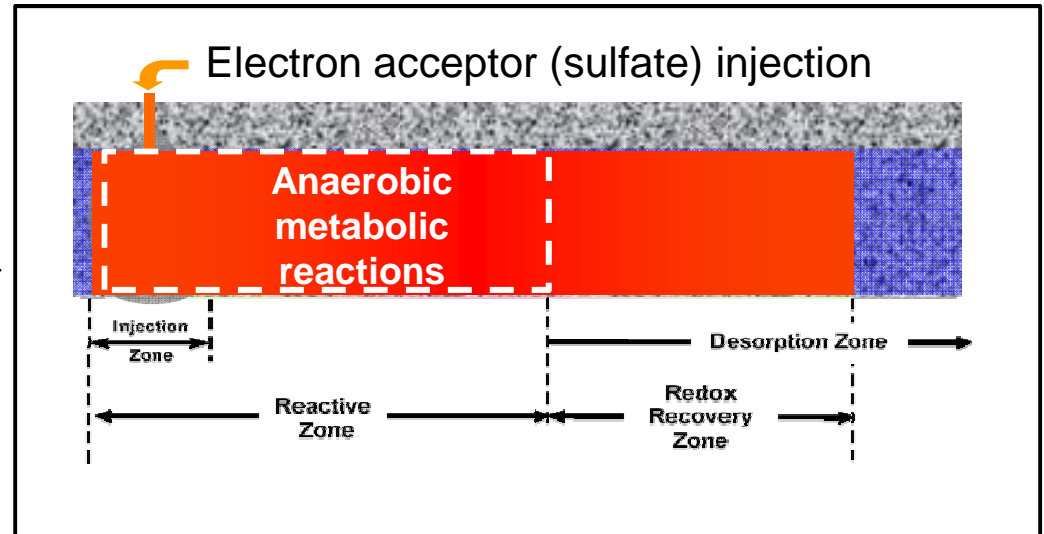 Electron acceptor (sulfate) injection
Anaerobic
metabolic
reactions
Injection
Zone
Desorption Zone
Reactive
Zone
Redox
Recovery
Zone